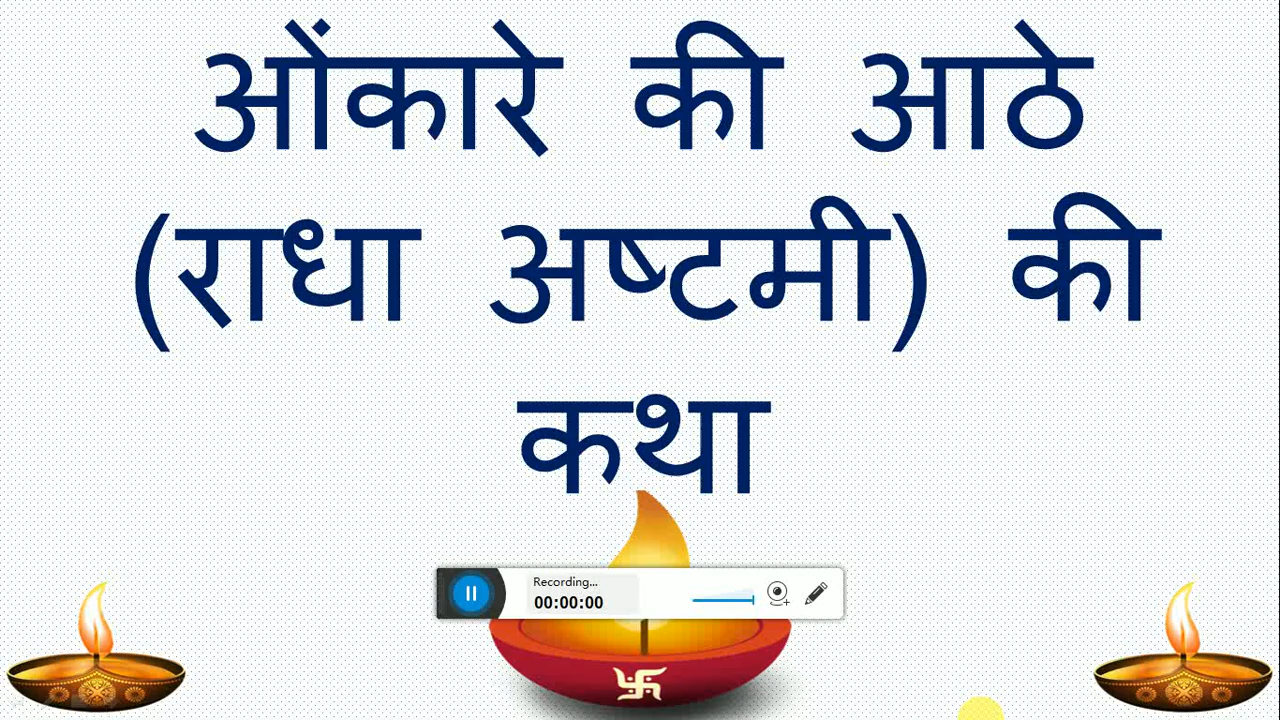 ओंकारे की आठे
(राधा अष्टमी) की
कथा
Recording...
00:00:00